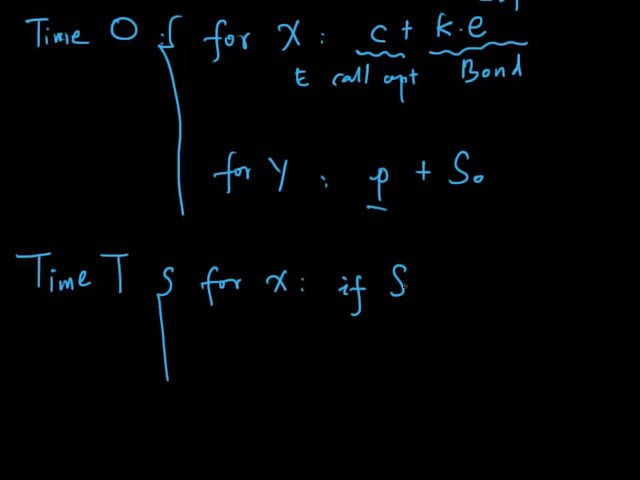 Time 0 for X : c + k.e
E call opt Bond
for Y : p + S₀
Time T for x : if S